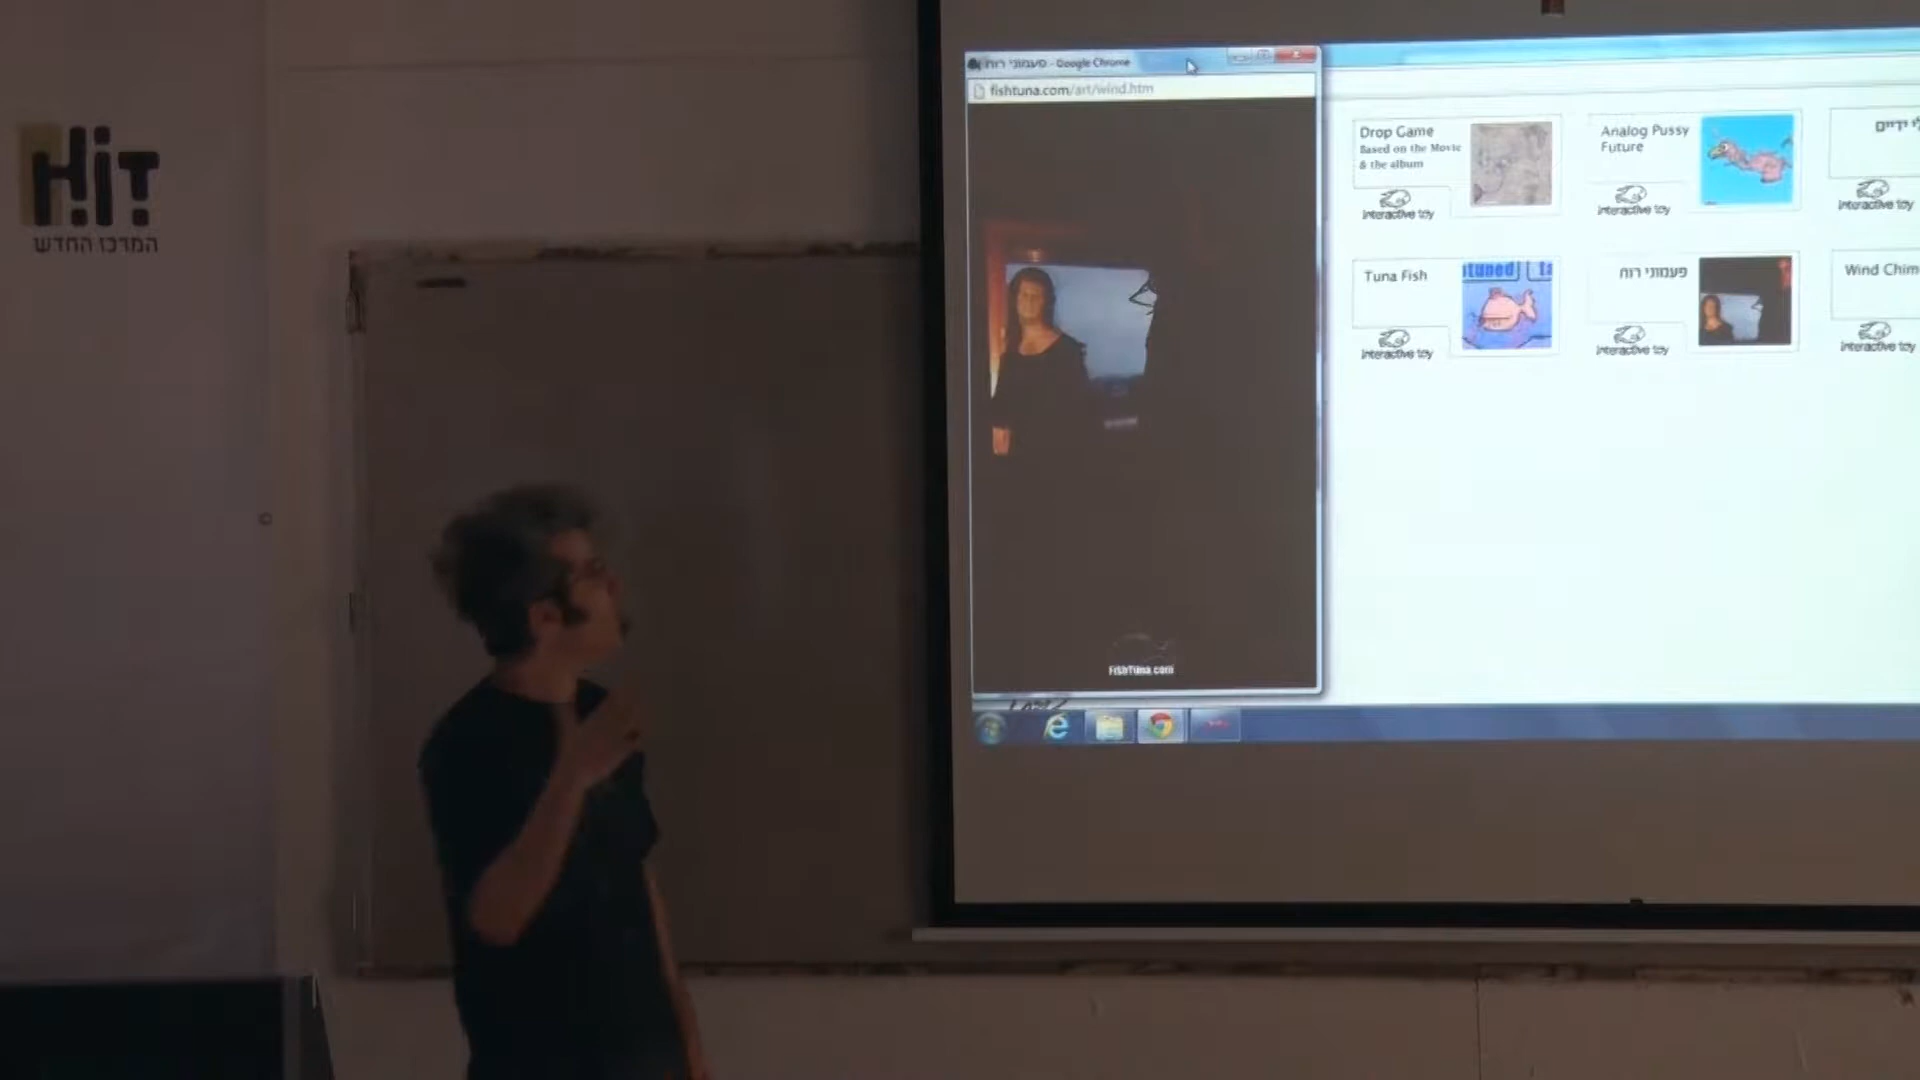 HiT
המרכז החדש
פעמוני רוח - Google Chrome
fishtuna.com/art/wind.htm
FishTuna.com
Drop Game
Based on the Movie
& the album
interactive toy
Analog Pussy
Future
interactive toy
ידיים
interactive toy
Tuna Fish
interactive toy
פעמוני רוח
interactive toy
Wind Chim
interactive toy